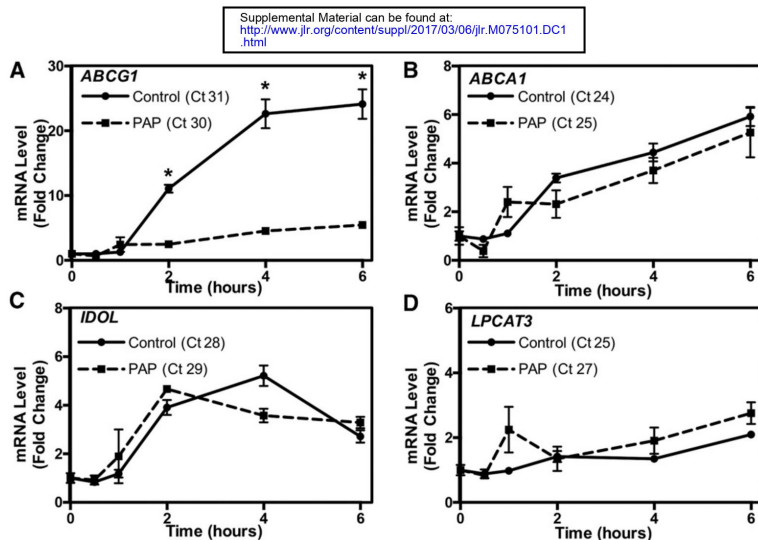 Supplemental Material can be found at:
http://www.jlr.org/content/suppl/2017/03/06/jlr.M075101.DC1
.html
A
ABCG1
Control (Ct 31)
PAP (Ct 30)
mRNA Level
(Fold Change)
30
20
10
0
0
2
4
6
Time (hours)
*
*
*
B
ABCA1
Control (Ct 24)
PAP (Ct 25)
mRNA Level
(Fold Change)
8
6
4
2
0
0
2
4
6
Time (hours)
C
IDOL
Control (Ct 28)
PAP (Ct 29)
mRNA Level
(Fold Change)
8
6
4
2
0
0
2
4
6
Time (hours)
D
LPCAT3
Control (Ct 25)
PAP (Ct 27)
mRNA Level
(Fold Change)
6
4
2
0
0
2
4
6
Time (hours)